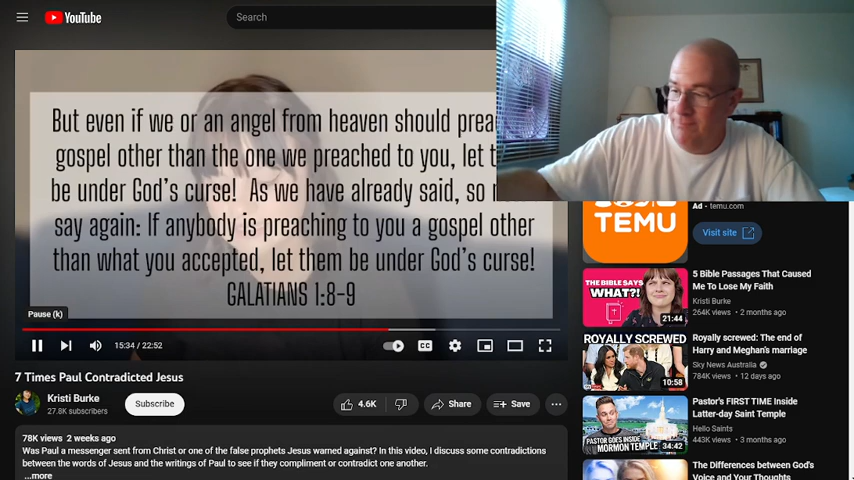 YouTube
Search
But even if we or an angel from heaven should
gospel other than the one we preached to you, let
be under God's curse! As we have already said, so
say again: If anybody is preaching to you a gospel other
than what you accepted, let them be under God's curse!
GALATIANS 1:8-9
Pause (k)
15:34 / 22:52
CC
7 Times Paul Contradicted Jesus
Kristi Burke
27.8K subscribers
Subscribe
4.6K
Share
Save
78K views 2 weeks ago
Was Paul a messenger sent from Christ or one of the false prophets Jesus warned against? In this video, I discuss some contradictions
between the words of Jesus and the writings of Paul to see if they compliment or contradict one another.
...more
TEMU
Ad · temu.com
Visit site
THE BIBLE SAYS
WHAT?!
21:44
5 Bible Passages That Caused
Me To Lose My Faith
Kristi Burke
264K views · 2 months ago
ROYALLY SCREWED
10:58
Royally screwed: The end of
Harry and Meghan's marriage
Sky News Australia
784K views · 12 days ago
PASTOR GOES INSIDE
MORMON TEMPLE
34:42
Pastor's FIRST TIME Inside
Latter-day Saint Temple
Hello Saints
443K views · 3 months ago
The Differences between God's
Voice and Your Thoughts